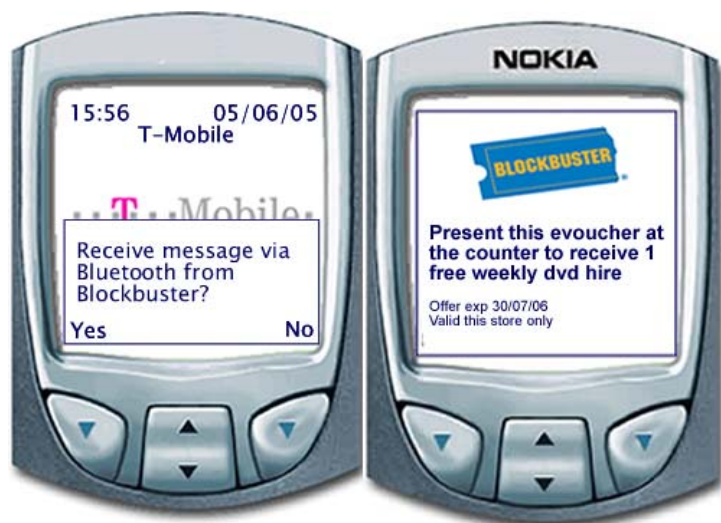 15:56 05/06/05
T-Mobile
T Mobile
Receive message via
Bluetooth from
Blockbuster?
Yes No
NOKIA
BLOCKBUSTER
Present this evoucher at
the counter to receive 1
free weekly dvd hire
Offer exp 30/07/06
Valid this store only